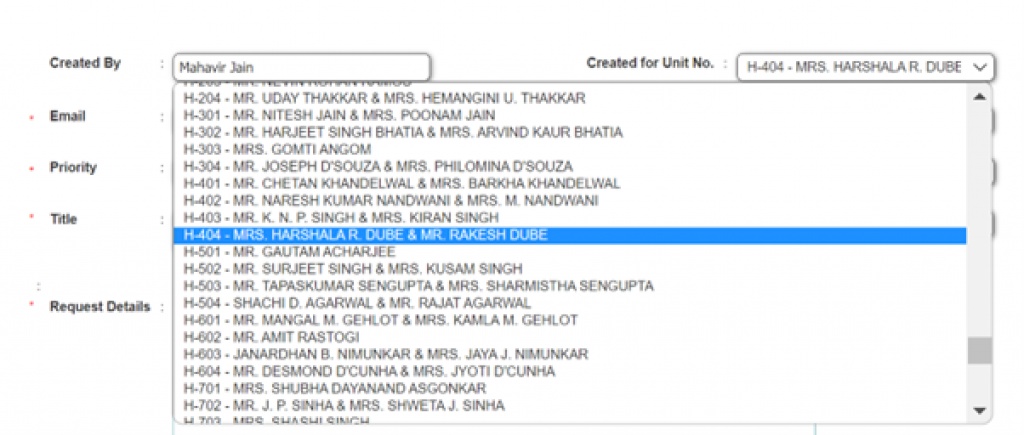 Created By : Mahavir Jain Created for Unit No. : H-404 - MRS. HARSHALA R. DUBE
H-204 - MR. UDAY THAKKAR & MRS. HEMANGINI U. THAKKAR
* Email : H-301 - MR. NITESH JAIN & MRS. POONAM JAIN
H-302 - MR. HARJEET SINGH BHATIA & MRS. ARVIND KAUR BHATIA
H-303 - MRS. GOMTI ANGOM
* Priority : H-304 - MR. JOSEPH D'SOUZA & MRS. PHILOMINA D'SOUZA
H-401 - MR. CHETAN KHANDELWAL & MRS. BARKHA KHANDELWAL
H-402 - MR. NARESH KUMAR NANDWANI & MRS. M. NANDWANI
* Title : H-403 - MR. K. N. P. SINGH & MRS. KIRAN SINGH
H-404 - MRS. HARSHALA R. DUBE & MR. RAKESH DUBE
H-501 - MR. GAUTAM ACHARJEE
H-502 - MR. SURJEET SINGH & MRS. KUSAM SINGH
: H-503 - MR. TAPASKUMAR SENGUPTA & MRS. SHARMISTHA SENGUPTA
* Request Details : H-504 - SHACHI D. AGARWAL & MR. RAJAT AGARWAL
H-601 - MR. MANGAL M. GEHLOT & MRS. KAMLA M. GEHLOT
H-602 - MR. AMIT RASTOGI
H-603 - JANARDHAN B. NIMUNKAR & MRS. JAYA J. NIMUNKAR
H-604 - MR. DESMOND D'CUNHA & MRS. JYOTI D'CUNHA
H-701 - MRS. SHUBHA DAYANAND ASGONKAR
H-702 - MR. J. P. SINHA & MRS. SHWETA J. SINHA
H-703 - MRS. SHASHI SINGH